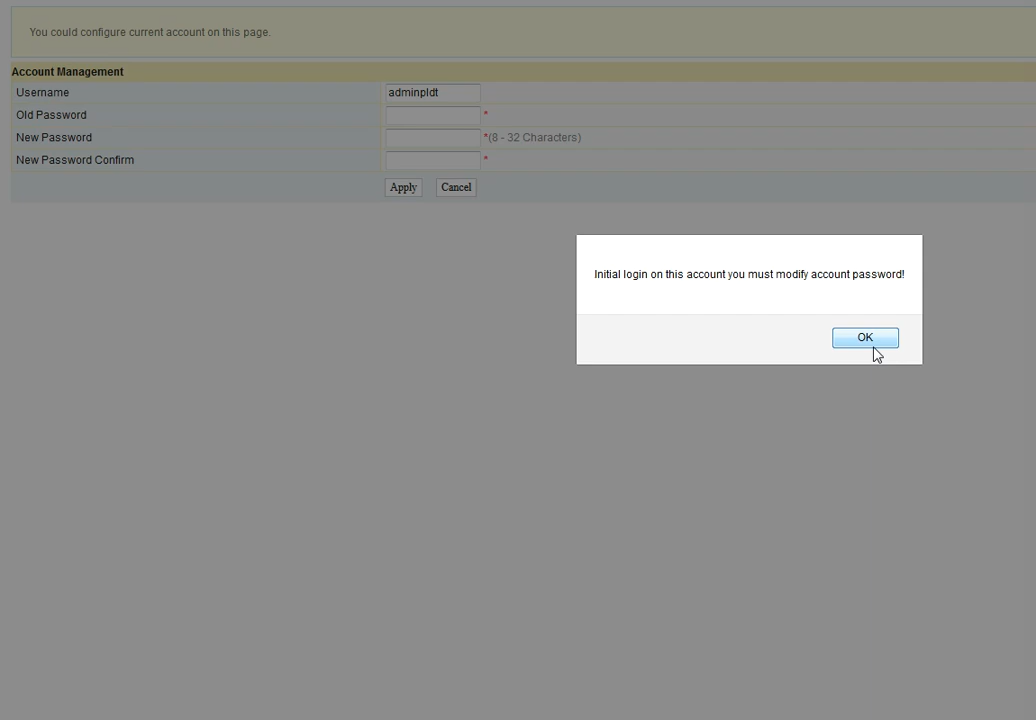 You could configure current account on this page.
Account Management
Username adminpldt
Old Password *
New Password *(8 - 32 Characters)
New Password Confirm *
Apply Cancel
Initial login on this account you must modify account password!
OK